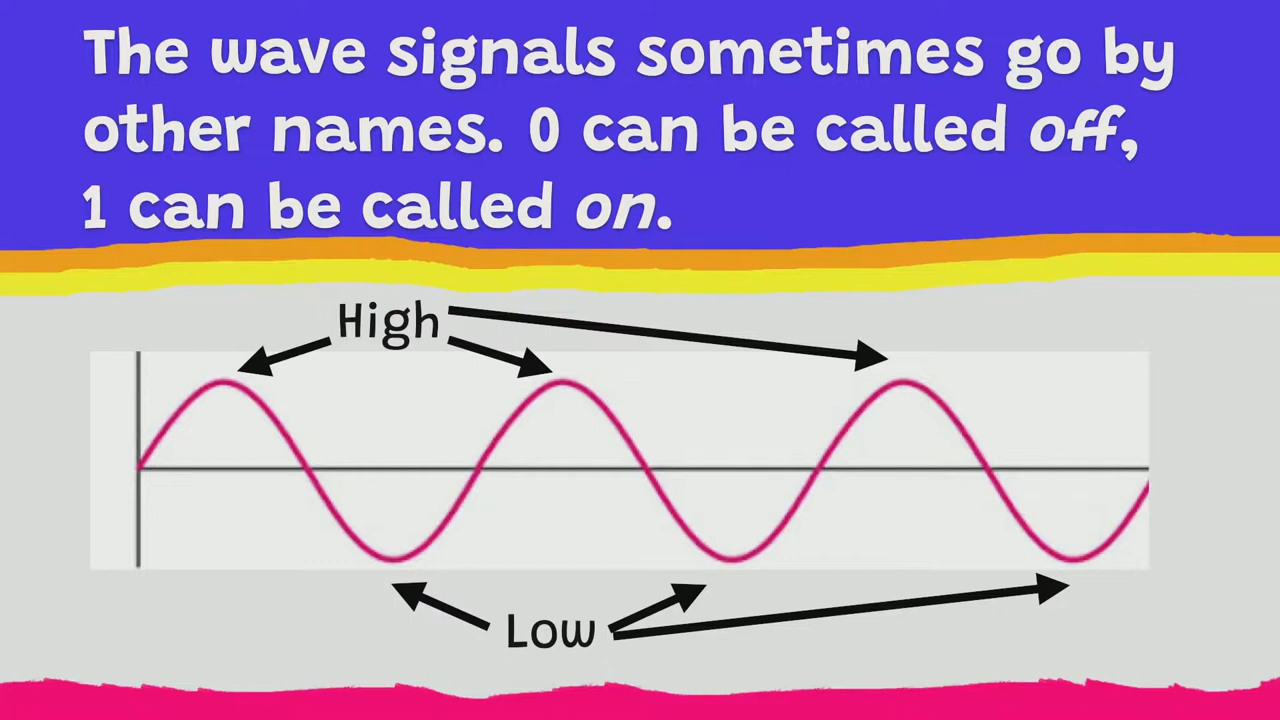 The wave signals sometimes go by
other names. 0 can be called off,
1 can be called on.
High
Low